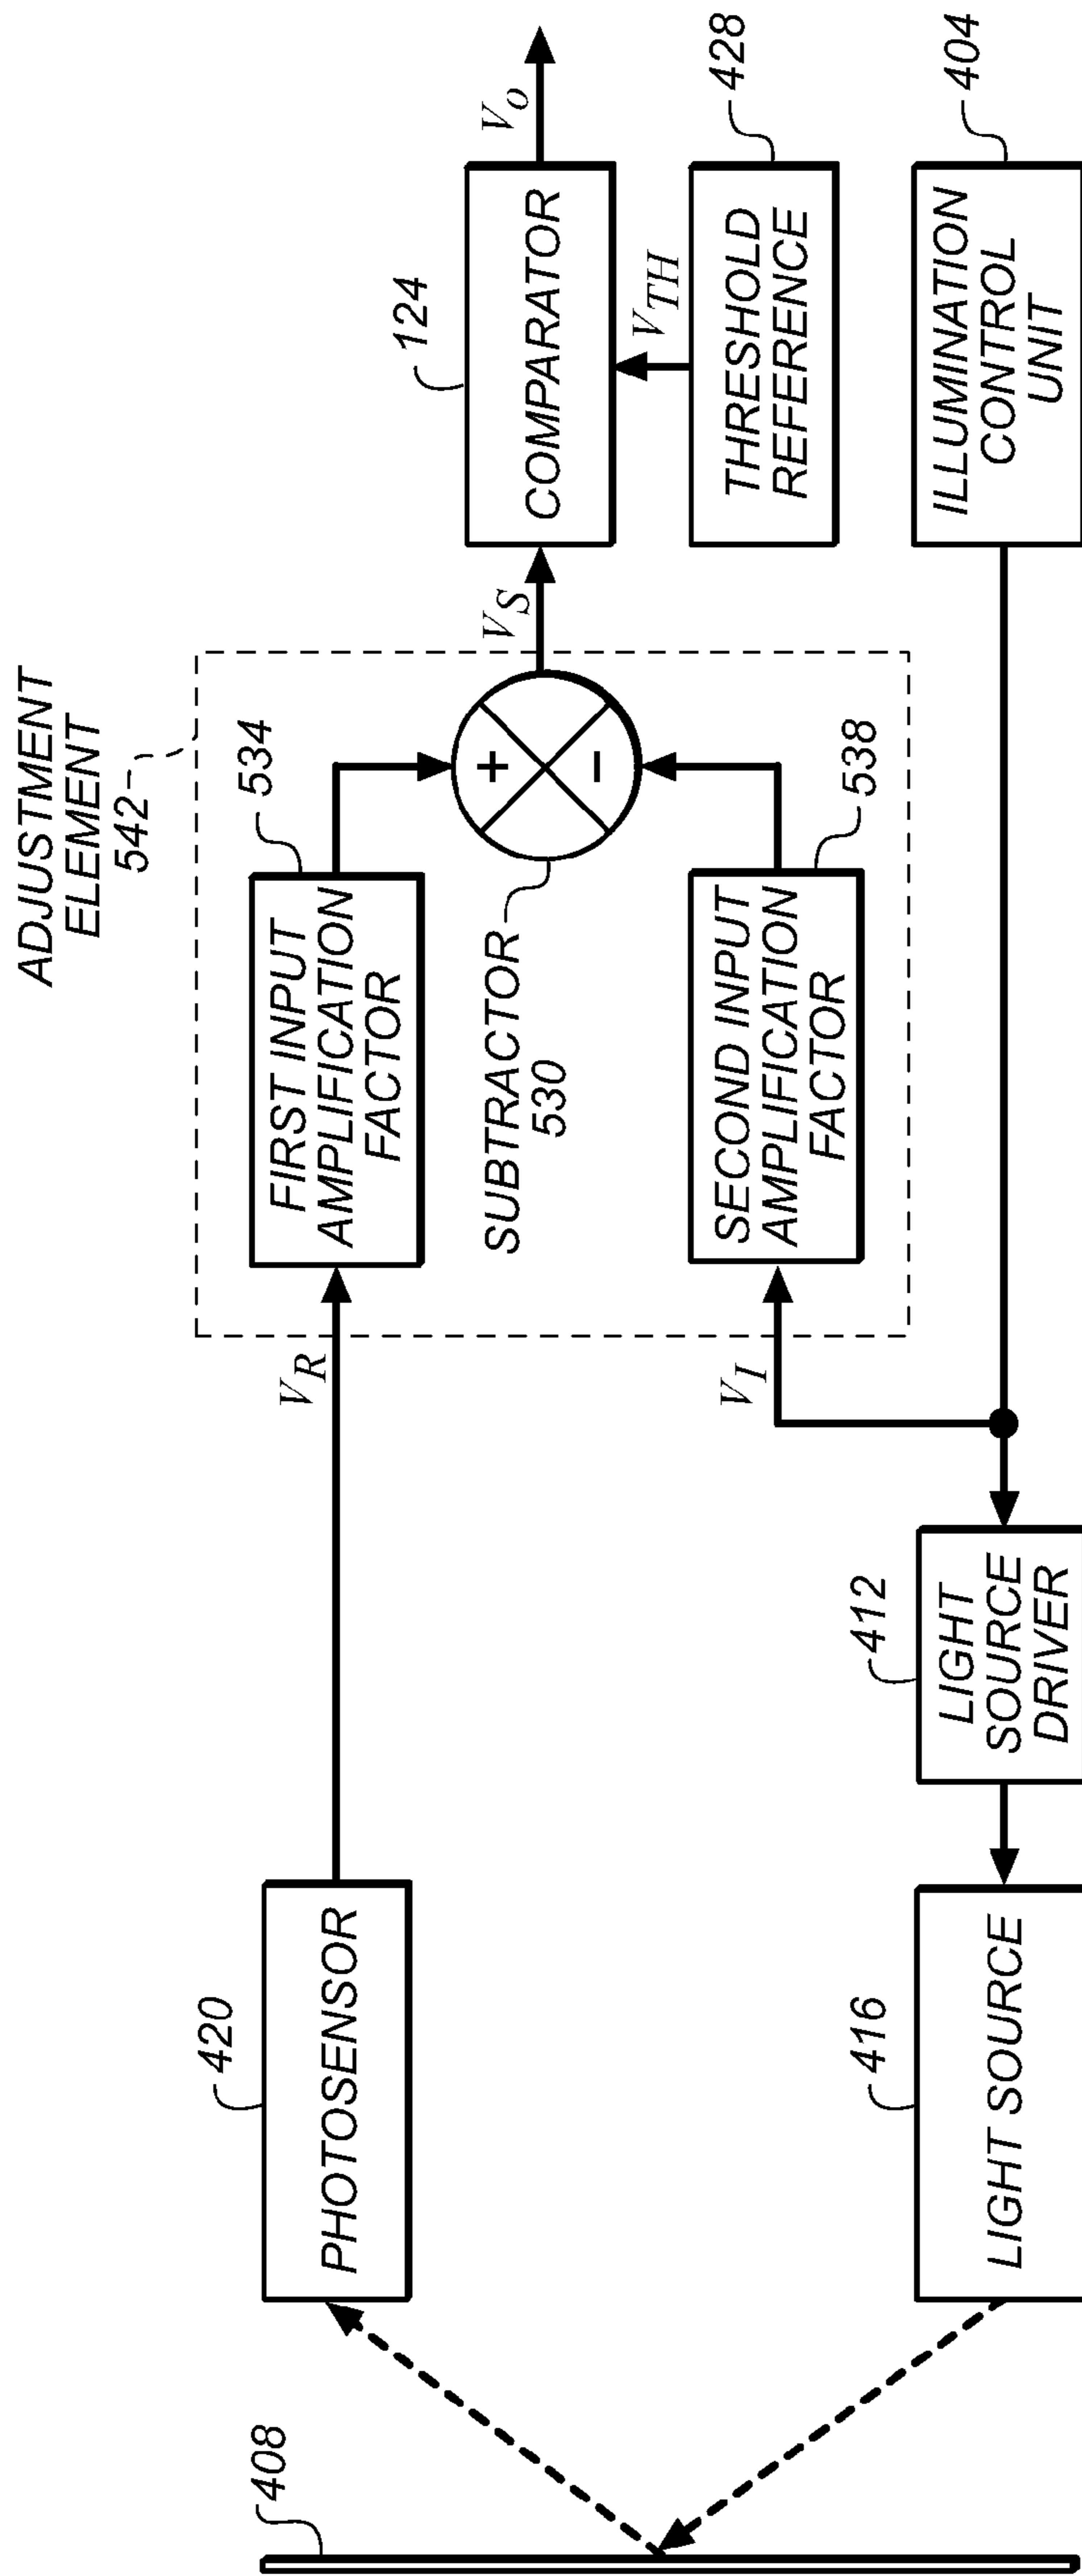 ADJUSTMENT
ELEMENT
542
408
420
PHOTOSENSOR
V_R
FIRST INPUT
AMPLIFICATION
FACTOR
534
SUBTRACTOR
530
+
−
V_S
124
COMPARATOR
V_O
V_TH
THRESHOLD
REFERENCE
428
V_I
SECOND INPUT
AMPLIFICATION
FACTOR
538
416
LIGHT SOURCE
412
LIGHT
SOURCE
DRIVER
ILLUMINATION
CONTROL
UNIT
404